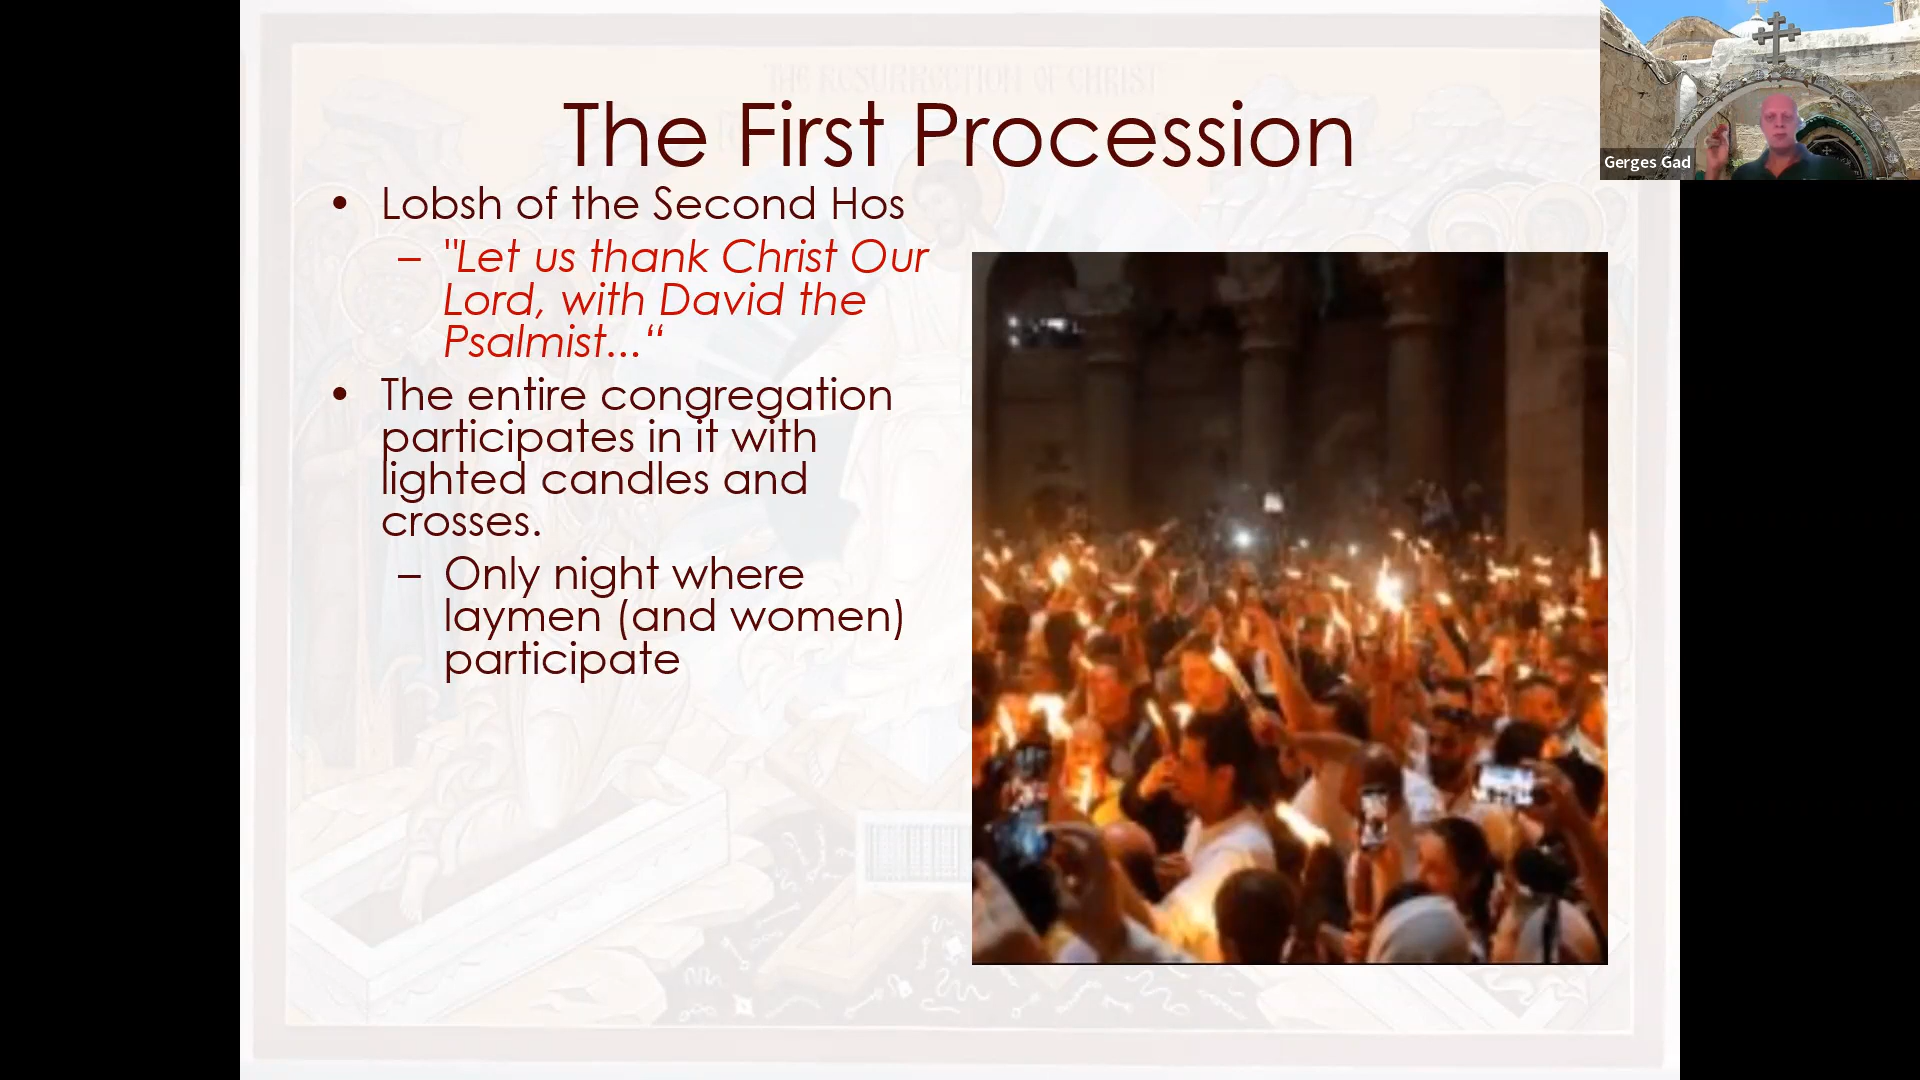 THE RESURRECTION OF CHRIST
The First Procession
• Lobsh of the Second Hos
– "Let us thank Christ Our
Lord, with David the
Psalmist...“
• The entire congregation
participates in it with
lighted candles and
crosses.
– Only night where
laymen (and women)
participate
Gerges Gad